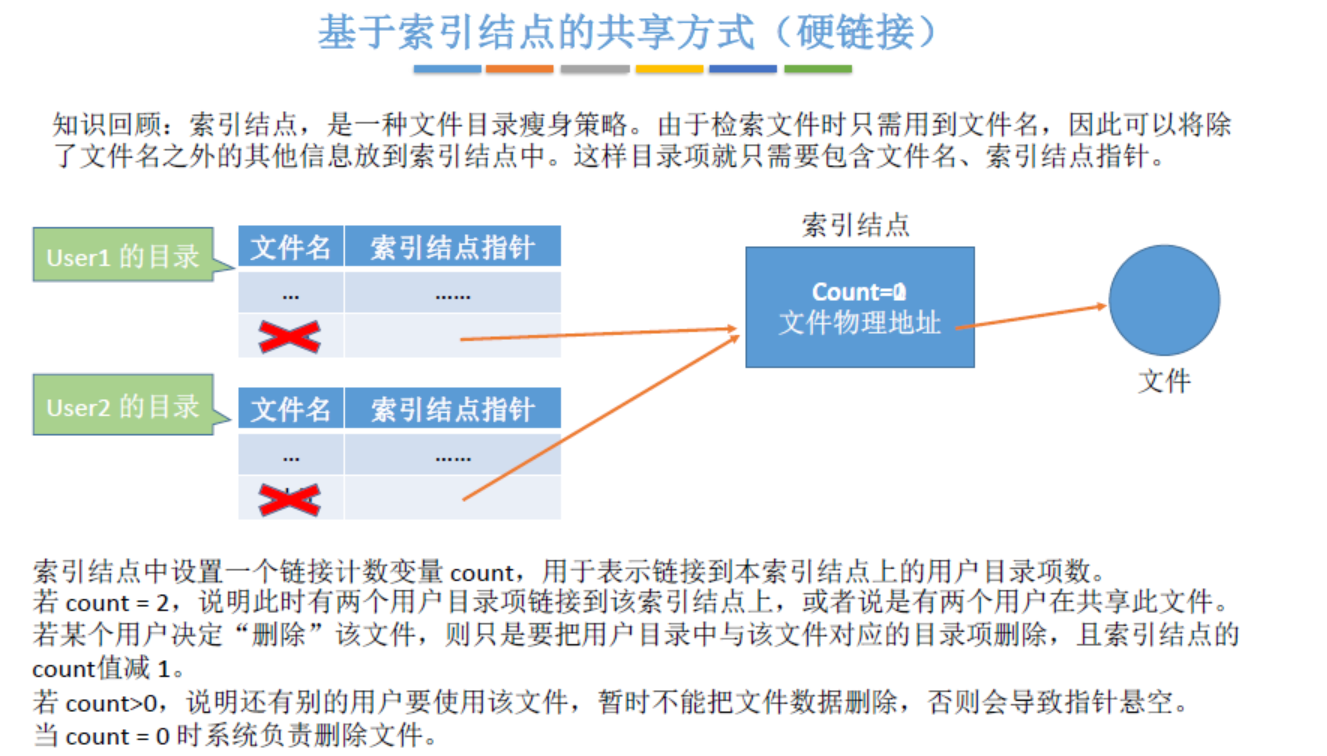 基于索引结点的共享方式（硬链接）
知识回顾：索引结点，是一种文件目录瘦身策略。由于检索文件时只需用到文件名，因此可以将除
了文件名之外的其他信息放到索引结点中。这样目录项就只需要包含文件名、索引结点指针。
索引结点
User1 的目录
文件名 索引结点指针
... ......
Count=
文件物理地址
文件
User2 的目录
文件名 索引结点指针
... ......
索引结点中设置一个链接计数变量 count，用于表示链接到本索引结点上的用户目录项数。
若 count = 2，说明此时有两个用户目录项链接到该索引结点上，或者说是有两个用户在共享此文件。
若某个用户决定“删除”该文件，则只是要把用户目录中与该文件对应的目录项删除，且索引结点的
count值减 1。
若 count>0，说明还有别的用户要使用该文件，暂时不能把文件数据删除，否则会导致指针悬空。
当 count = 0 时系统负责删除文件。